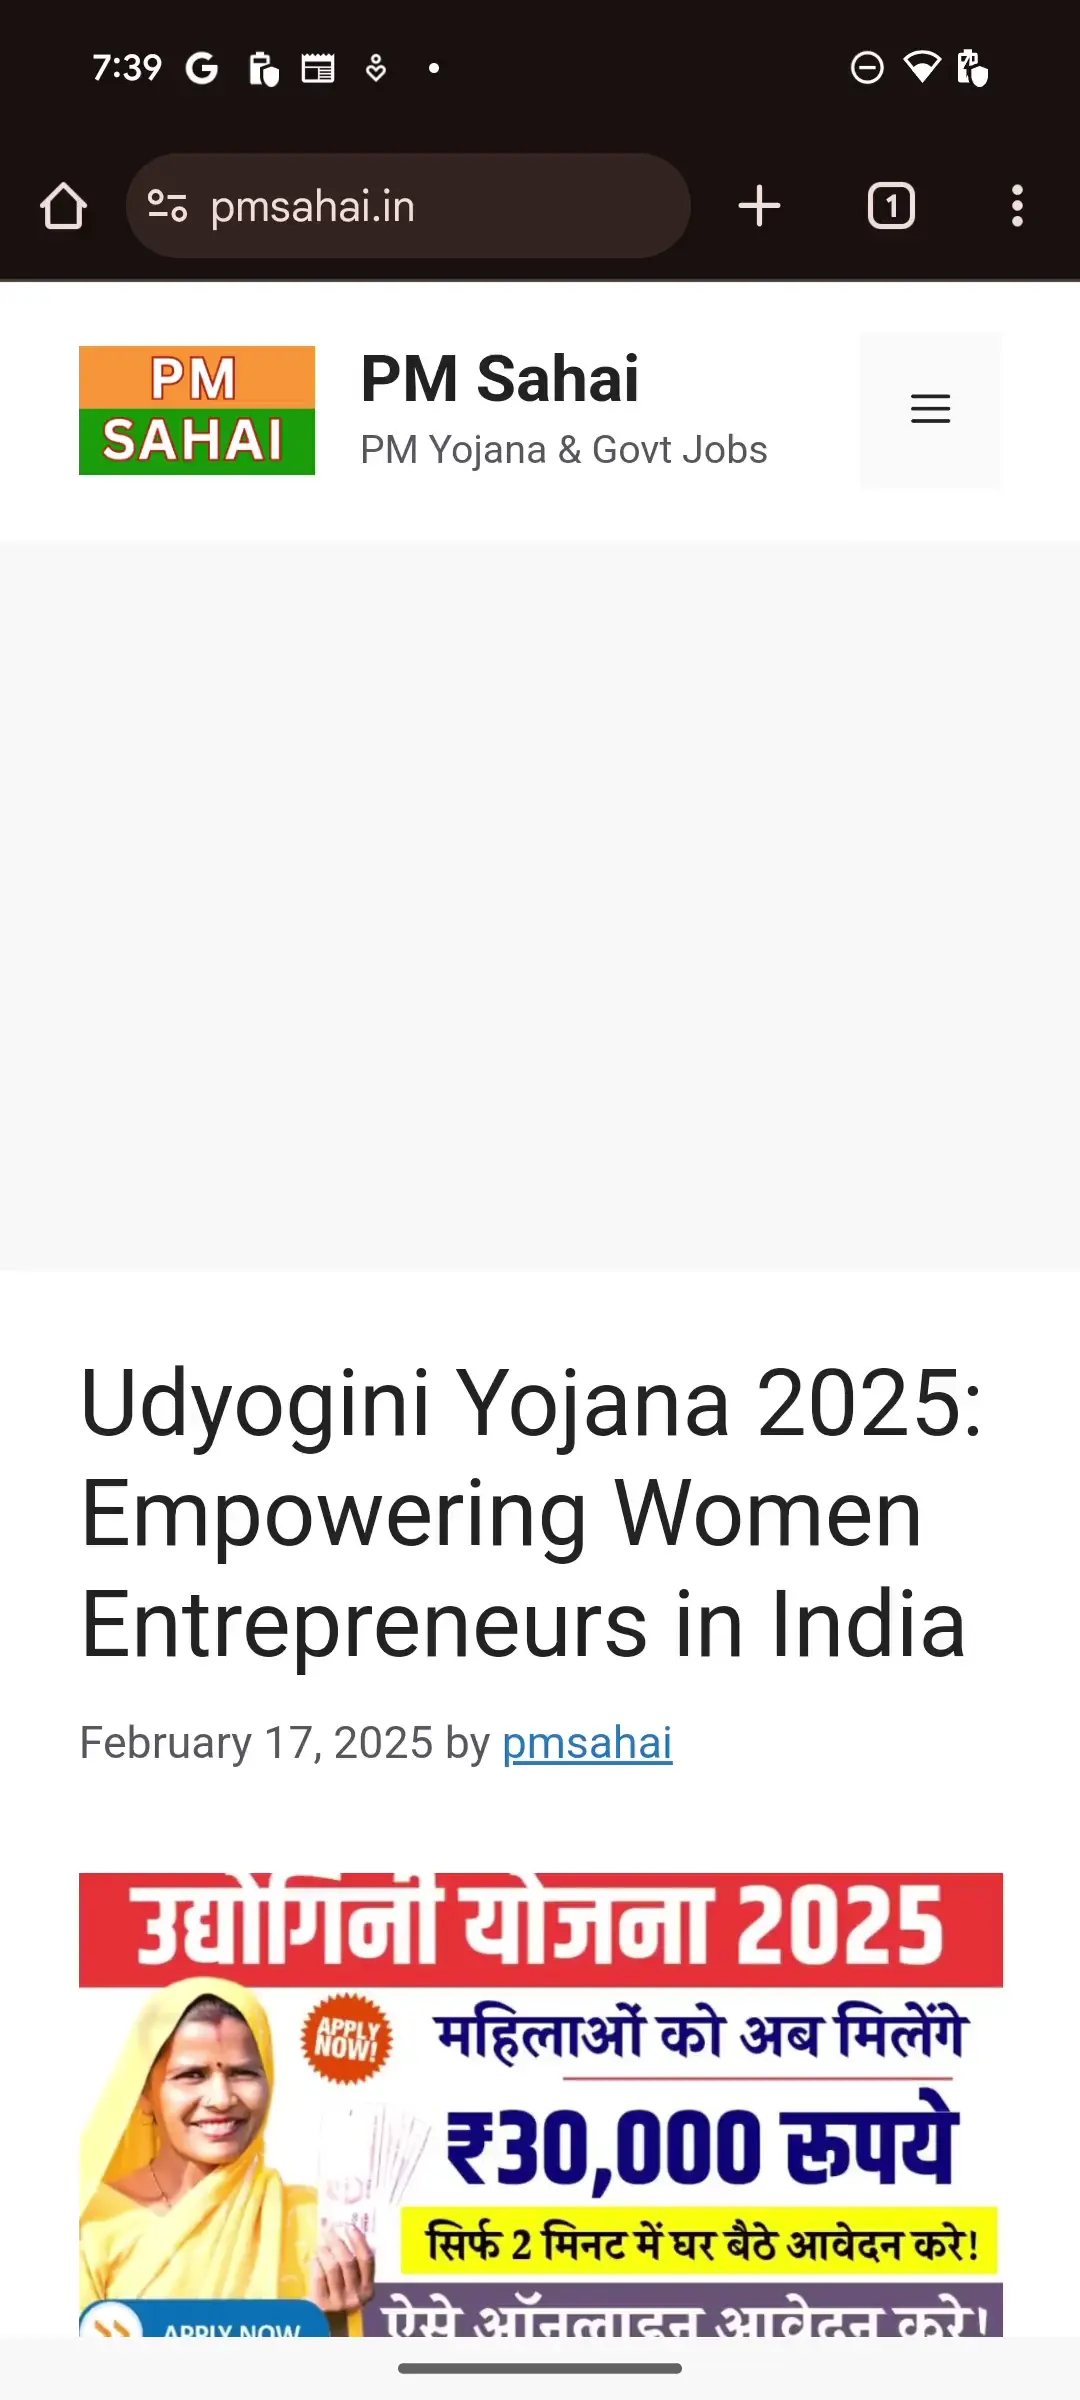 7:39
pmsahai.in
1
PM
SAHAI
PM Sahai
PM Yojana & Govt Jobs
Udyogini Yojana 2025:
Empowering Women
Entrepreneurs in India
February 17, 2025 by pmsahai
उद्योगिनी योजना 2025
APPLY
NOW!
महिलाओं को अब मिलेंगे
₹30,000 रूपये
सिर्फ 2 मिनट में घर बैठे आवेदन करे!
APPLY NOW
ऐसे ऑनलाइन आवेदन करे!